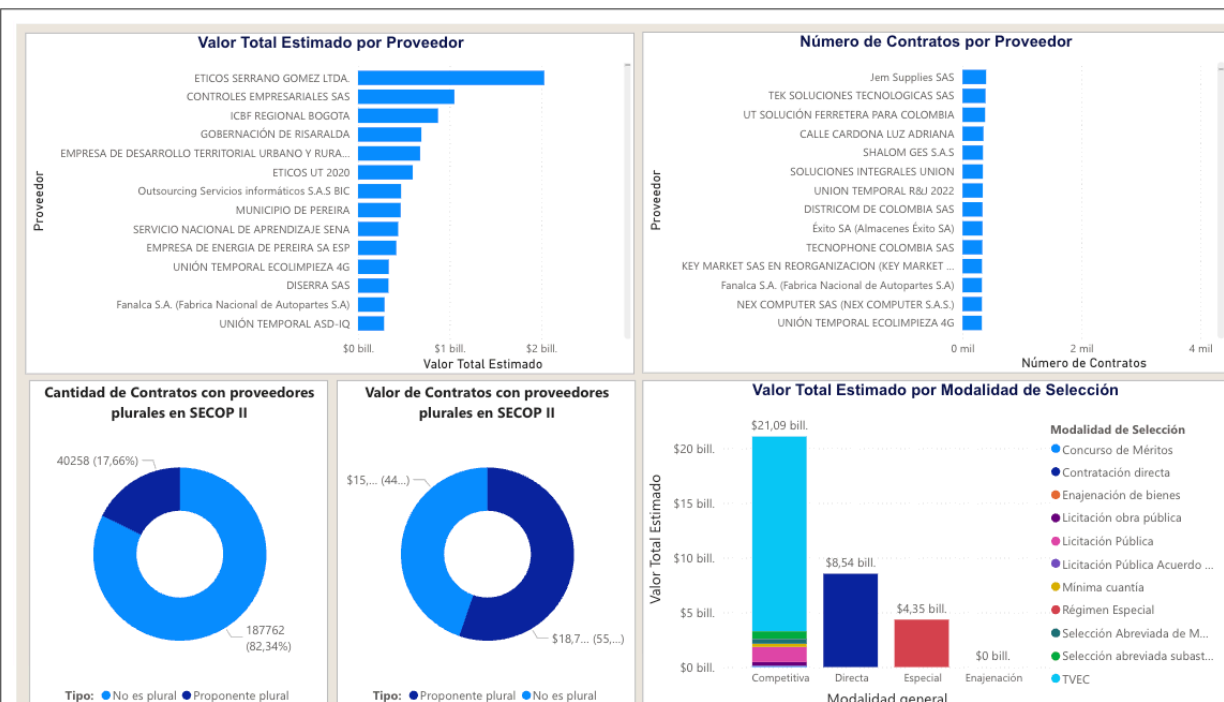 Valor Total Estimado por Proveedor
Proveedor
ETICOS SERRANO GOMEZ LTDA.
CONTROLES EMPRESARIALES SAS
ICBF REGIONAL BOGOTA
GOBERNACIÓN DE RISARALDA
EMPRESA DE DESARROLLO TERRITORIAL URBANO Y RURA...
ETICOS UT 2020
Outsourcing Servicios informáticos S.A.S BIC
MUNICIPIO DE PEREIRA
SERVICIO NACIONAL DE APRENDIZAJE SENA
EMPRESA DE ENERGIA DE PEREIRA SA ESP
UNIÓN TEMPORAL ECOLIMPIEZA 4G
DISERRA SAS
Fanalca S.A. (Fabrica Nacional de Autopartes S.A)
UNIÓN TEMPORAL ASD-IQ
$0 bill. $1 bill. $2 bill.
Valor Total Estimado
Número de Contratos por Proveedor
Proveedor
Jem Supplies SAS
TEK SOLUCIONES TECNOLOGICAS SAS
UT SOLUCIÓN FERRETERA PARA COLOMBIA
CALLE CARDONA LUZ ADRIANA
SHALOM GES S.A.S
SOLUCIONES INTEGRALES UNION
UNION TEMPORAL R&J 2022
DISTRICOM DE COLOMBIA SAS
Éxito SA (Almacenes Éxito SA)
TECNOPHONE COLOMBIA SAS
KEY MARKET SAS EN REORGANIZACION (KEY MARKET ...
Fanalca S.A. (Fabrica Nacional de Autopartes S.A)
NEX COMPUTER SAS (NEX COMPUTER S.A.S.)
UNIÓN TEMPORAL ECOLIMPIEZA 4G
0 mil 2 mil 4 mil
Número de Contratos
Cantidad de Contratos con proveedores
plurales en SECOP II
40258 (17,66%)
187762
(82,34%)
Tipo: No es plural Proponente plural
Valor de Contratos con proveedores
plurales en SECOP II
$15,... (44...)
$18,7... (55,...)
Tipo: Proponente plural No es plural
Valor Total Estimado por Modalidad de Selección
Valor Total Estimado
$20 bill.
$15 bill.
$10 bill.
$5 bill.
$0 bill.
$21,09 bill.
$8,54 bill.
$4,35 bill.
$0 bill.
Competitiva Directa Especial Enajenación
Modalidad general
Modalidad de Selección
Concurso de Méritos
Contratación directa
Enajenación de bienes
Licitación obra pública
Licitación Pública
Licitación Pública Acuerdo ...
Mínima cuantía
Régimen Especial
Selección Abreviada de M...
Selección abreviada subast...
TVEC